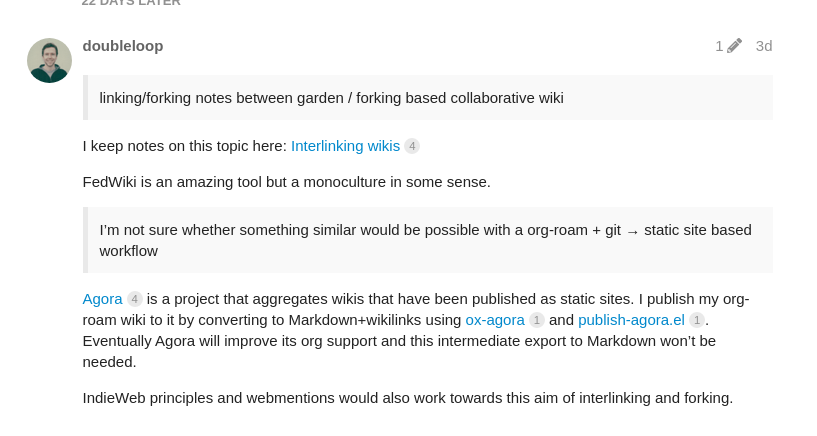 22 DAYS LATER
doubleloop
1 3d
linking/forking notes between garden / forking based collaborative wiki
I keep notes on this topic here: Interlinking wikis 4
FedWiki is an amazing tool but a monoculture in some sense.
I’m not sure whether something similar would be possible with a org-roam + git → static site based
workflow
Agora 4 is a project that aggregates wikis that have been published as static sites. I publish my org-
roam wiki to it by converting to Markdown+wikilinks using ox-agora 1 and publish-agora.el 1.
Eventually Agora will improve its org support and this intermediate export to Markdown won’t be
needed.
IndieWeb principles and webmentions would also work towards this aim of interlinking and forking.